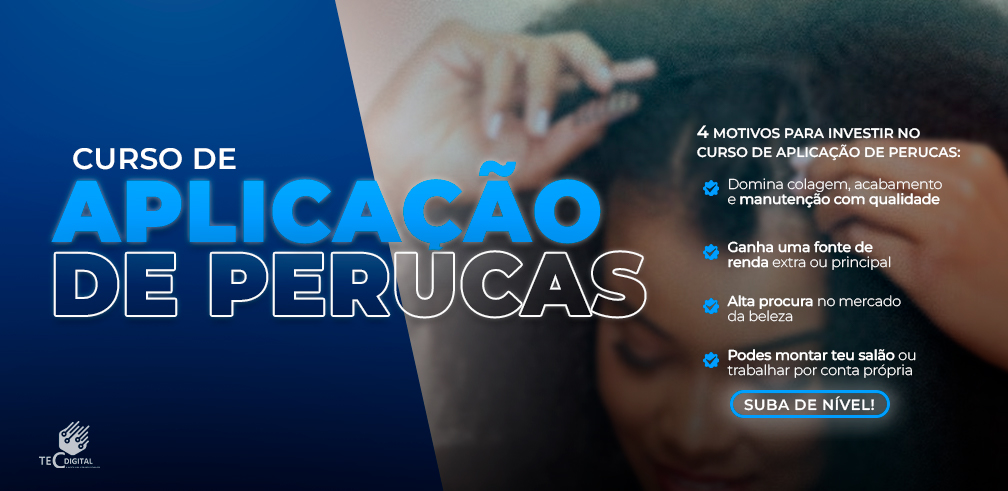 CURSO DE
APLICAÇÃO
DE PERUCAS
4 MOTIVOS PARA INVESTIR NO
CURSO DE APLICAÇÃO DE PERUCAS:
Domina colagem, acabamento
e manutenção com qualidade
Ganha uma fonte de
renda extra ou principal
Alta procura no mercado
da beleza
Podes montar teu salão ou
trabalhar por conta própria
SUBA DE NÍVEL!
TEC DIGITAL